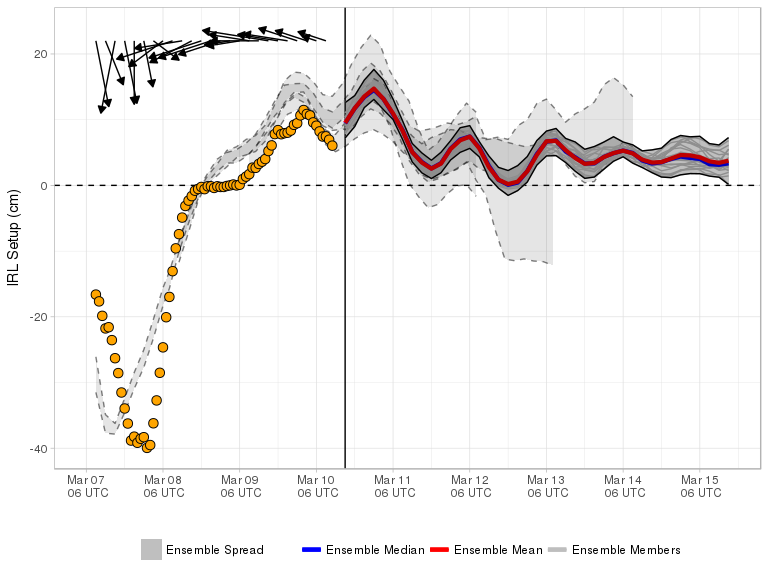 20
0
-20
-40
IRL Setup (cm)
Mar 07 Mar 08 Mar 09 Mar 10 Mar 11 Mar 12 Mar 13 Mar 14 Mar 15
06 UTC 06 UTC 06 UTC 06 UTC 06 UTC 06 UTC 06 UTC 06 UTC 06 UTC
Ensemble Spread Ensemble Median Ensemble Mean Ensemble Members